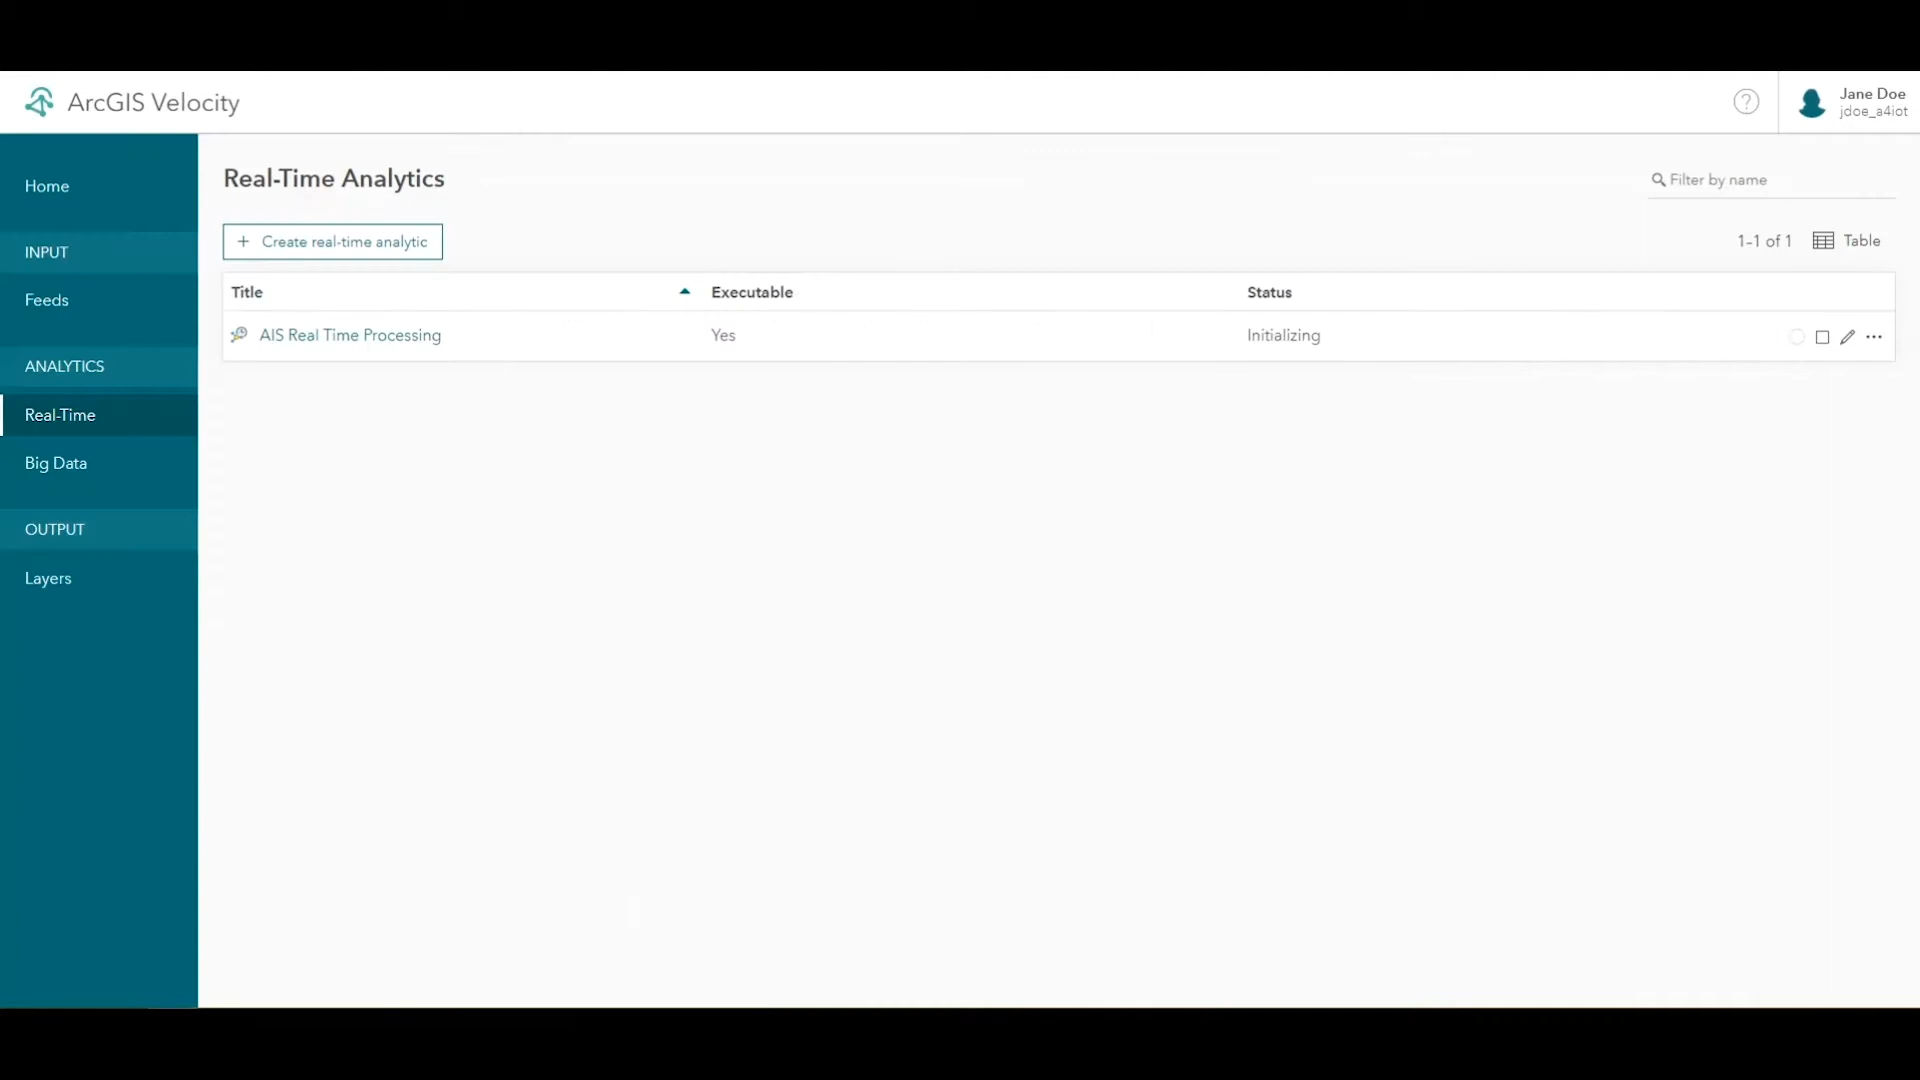 ArcGIS Velocity
Jane Doe
jdoe_a4iot
Home
INPUT
Feeds
ANALYTICS
Real-Time
Big Data
OUTPUT
Layers
Real-Time Analytics
Filter by name
+ Create real-time analytic
1-1 of 1 Table
Title Executable Status
AIS Real Time Processing Yes Initializing